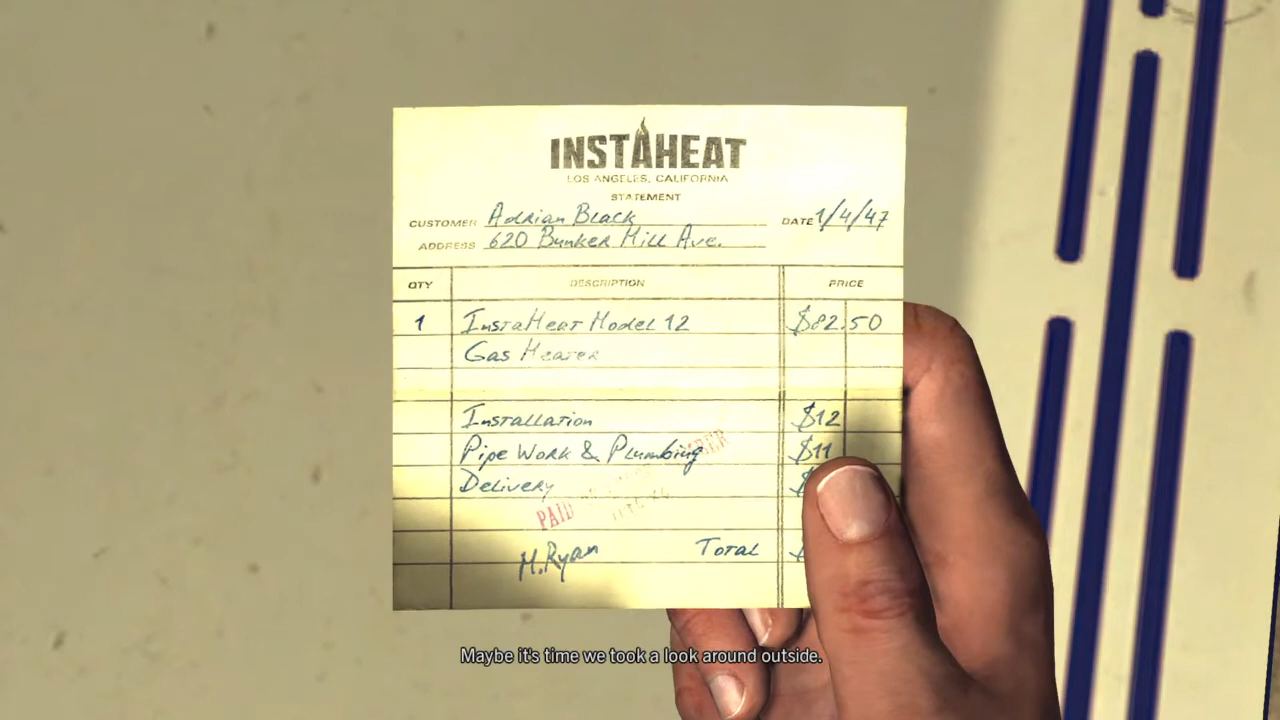 INSTAHEAT
LOS ANGELES, CALIFORNIA
STATEMENT
CUSTOMER Adrian Black DATE 1/4/47
ADDRESS 620 Bunker Hill Ave.
QTY DESCRIPTION PRICE
1 InstaHeat Model 12 $82.50
Gas Heater
Installation $12
Pipe Work & Plumbing $11
Delivery $
PAID
M. Ryan Total
Maybe it's time we took a look around outside.